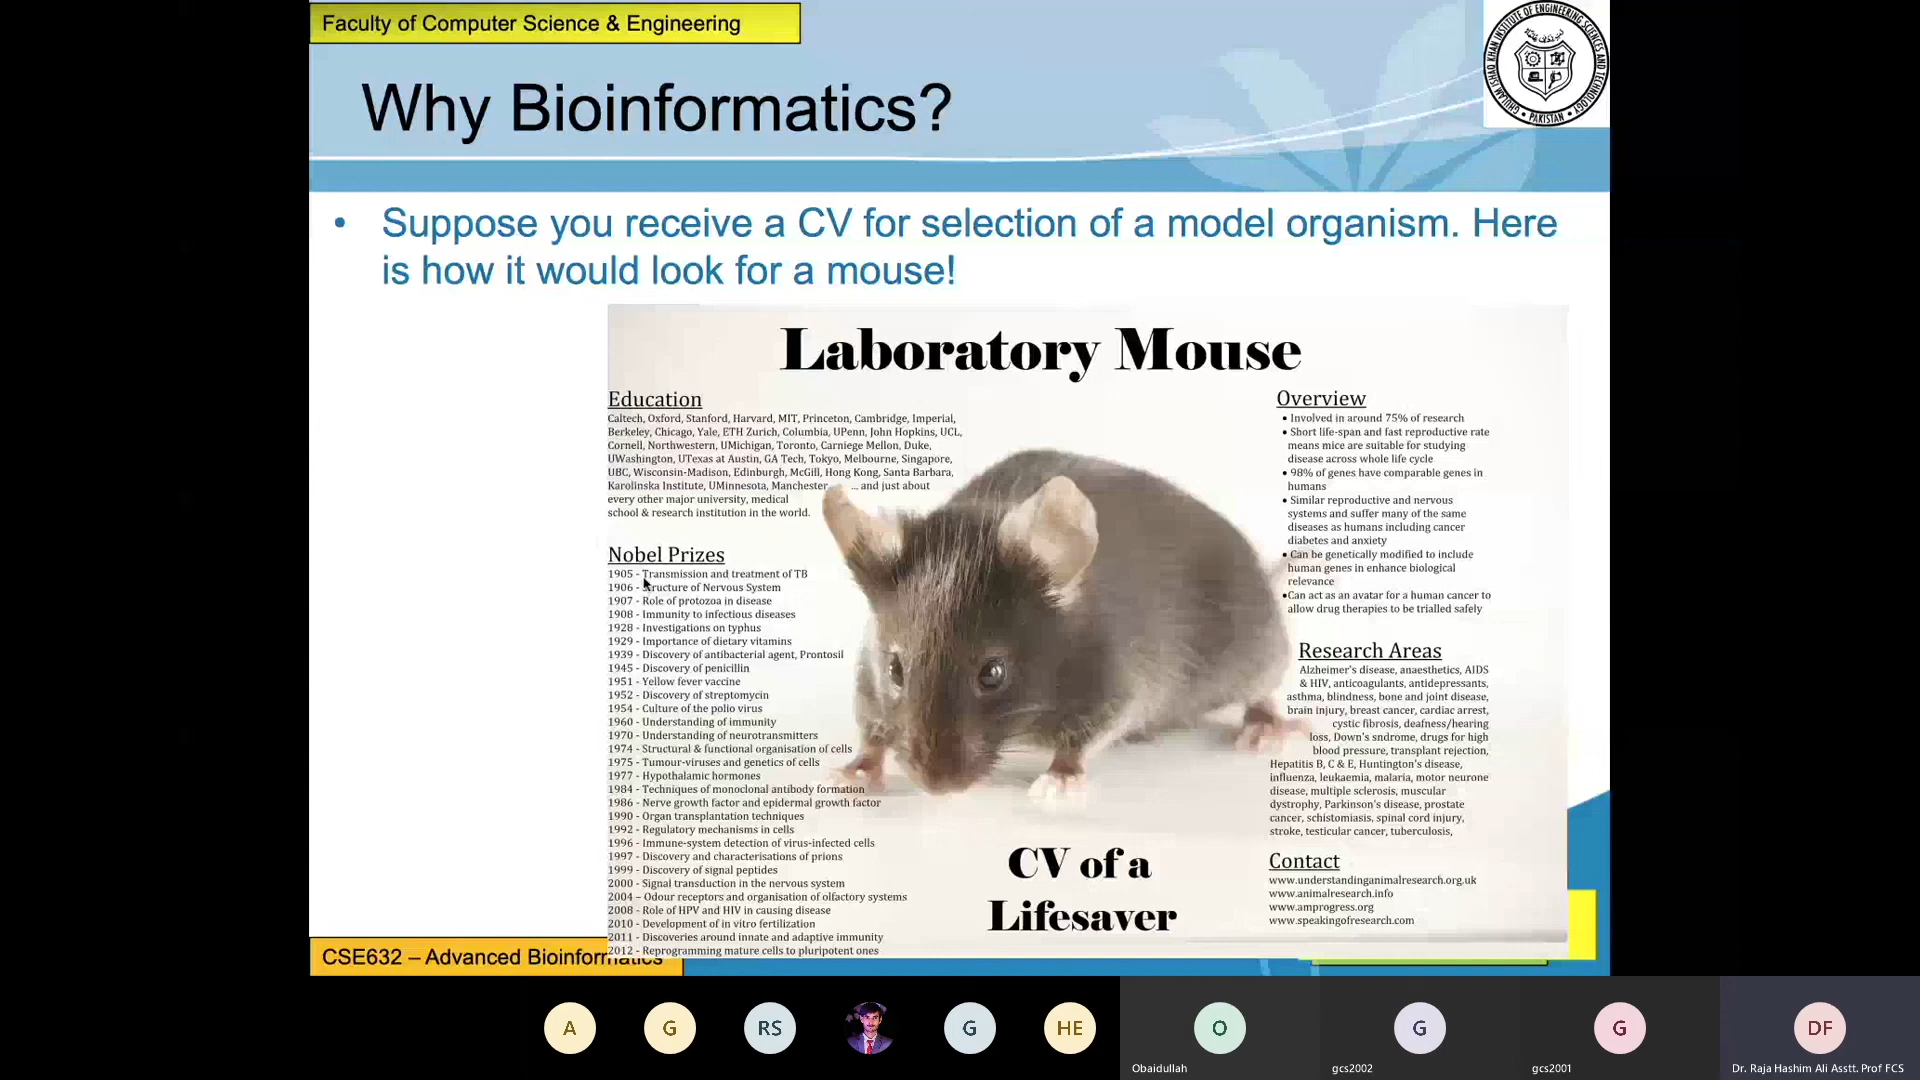 Faculty of Computer Science & Engineering
GHULAM ISHAQ KHAN INSTITUTE OF ENGINEERING SCIENCES AND TECHNOLOGY
• PAKISTAN •
Why Bioinformatics?
• Suppose you receive a CV for selection of a model organism. Here
is how it would look for a mouse!
Laboratory Mouse
Education
Caltech, Oxford, Stanford, Harvard, MIT, Princeton, Cambridge, Imperial,
Berkeley, Chicago, Yale, ETH Zurich, Columbia, UPenn, John Hopkins, UCL,
Cornell, Northwestern, UMichigan, Toronto, Carniege Mellon, Duke,
UWashington, UTexas at Austin, GA Tech, Tokyo, Melbourne, Singapore,
UBC, Wisconsin-Madison, Edinburgh, McGill, Hong Kong, Santa Barbara,
Karolinska Institute, UMinnesota, Manchester ... and just about
every other major university, medical
school & research institution in the world.
Nobel Prizes
1905 - Transmission and treatment of TB
1906 - Structure of Nervous System
1907 - Role of protozoa in disease
1908 - Immunity to infectious diseases
1928 - Investigations on typhus
1929 - Importance of dietary vitamins
1939 - Discovery of antibacterial agent, Prontosil
1945 - Discovery of penicillin
1951 - Yellow fever vaccine
1952 - Discovery of streptomycin
1954 - Culture of the polio virus
1960 - Understanding of immunity
1970 - Understanding of neurotransmitters
1974 - Structural & functional organisation of cells
1975 - Tumour-viruses and genetics of cells
1977 - Hypothalamic hormones
1984 - Techniques of monoclonal antibody formation
1986 - Nerve growth factor and epidermal growth factor
1990 - Organ transplantation techniques
1992 - Regulatory mechanisms in cells
1996 - Immune-system detection of virus-infected cells
1997 - Discovery and characterisations of prions
1999 - Discovery of signal peptides
2000 - Signal transduction in the nervous system
2004 – Odour receptors and organisation of olfactory systems
2008 - Role of HPV and HIV in causing disease
2010 - Development of in vitro fertilization
2011 - Discoveries around innate and adaptive immunity
2012 - Reprogramming mature cells to pluripotent ones
Overview
• Involved in around 75% of research
• Short life-span and fast reproductive rate
means mice are suitable for studying
disease across whole life cycle
• 98% of genes have comparable genes in
humans
• Similar reproductive and nervous
systems and suffer many of the same
diseases as humans including cancer
diabetes and anxiety
• Can be genetically modified to include
human genes in enhance biological
relevance
•Can act as an avatar for a human cancer to
allow drug therapies to be trialled safely
Research Areas
Alzheimer's disease, anaesthetics, AIDS
& HIV, anticoagulants, antidepressants,
asthma, blindness, bone and joint disease,
brain injury, breast cancer, cardiac arrest,
cystic fibrosis, deafness/hearing
loss, Down's sndrome, drugs for high
blood pressure, transplant rejection,
Hepatitis B, C & E, Huntington's disease,
influenza, leukaemia, malaria, motor neurone
disease, multiple sclerosis, muscular
dystrophy, Parkinson's disease, prostate
cancer, schistomiasis, spinal cord injury,
stroke, testicular cancer, tuberculosis,
Contact
www.understandinganimalresearch.org.uk
www.animalresearch.info
www.amprogress.org
www.speakingofresearch.com
CV of a
Lifesaver
CSE632 – Advanced Bioinformatics
A
G
RS
G
HE
O
G
G
DF
Obaidullah
gcs2002
gcs2001
Dr. Raja Hashim Ali Asstt. Prof FCS